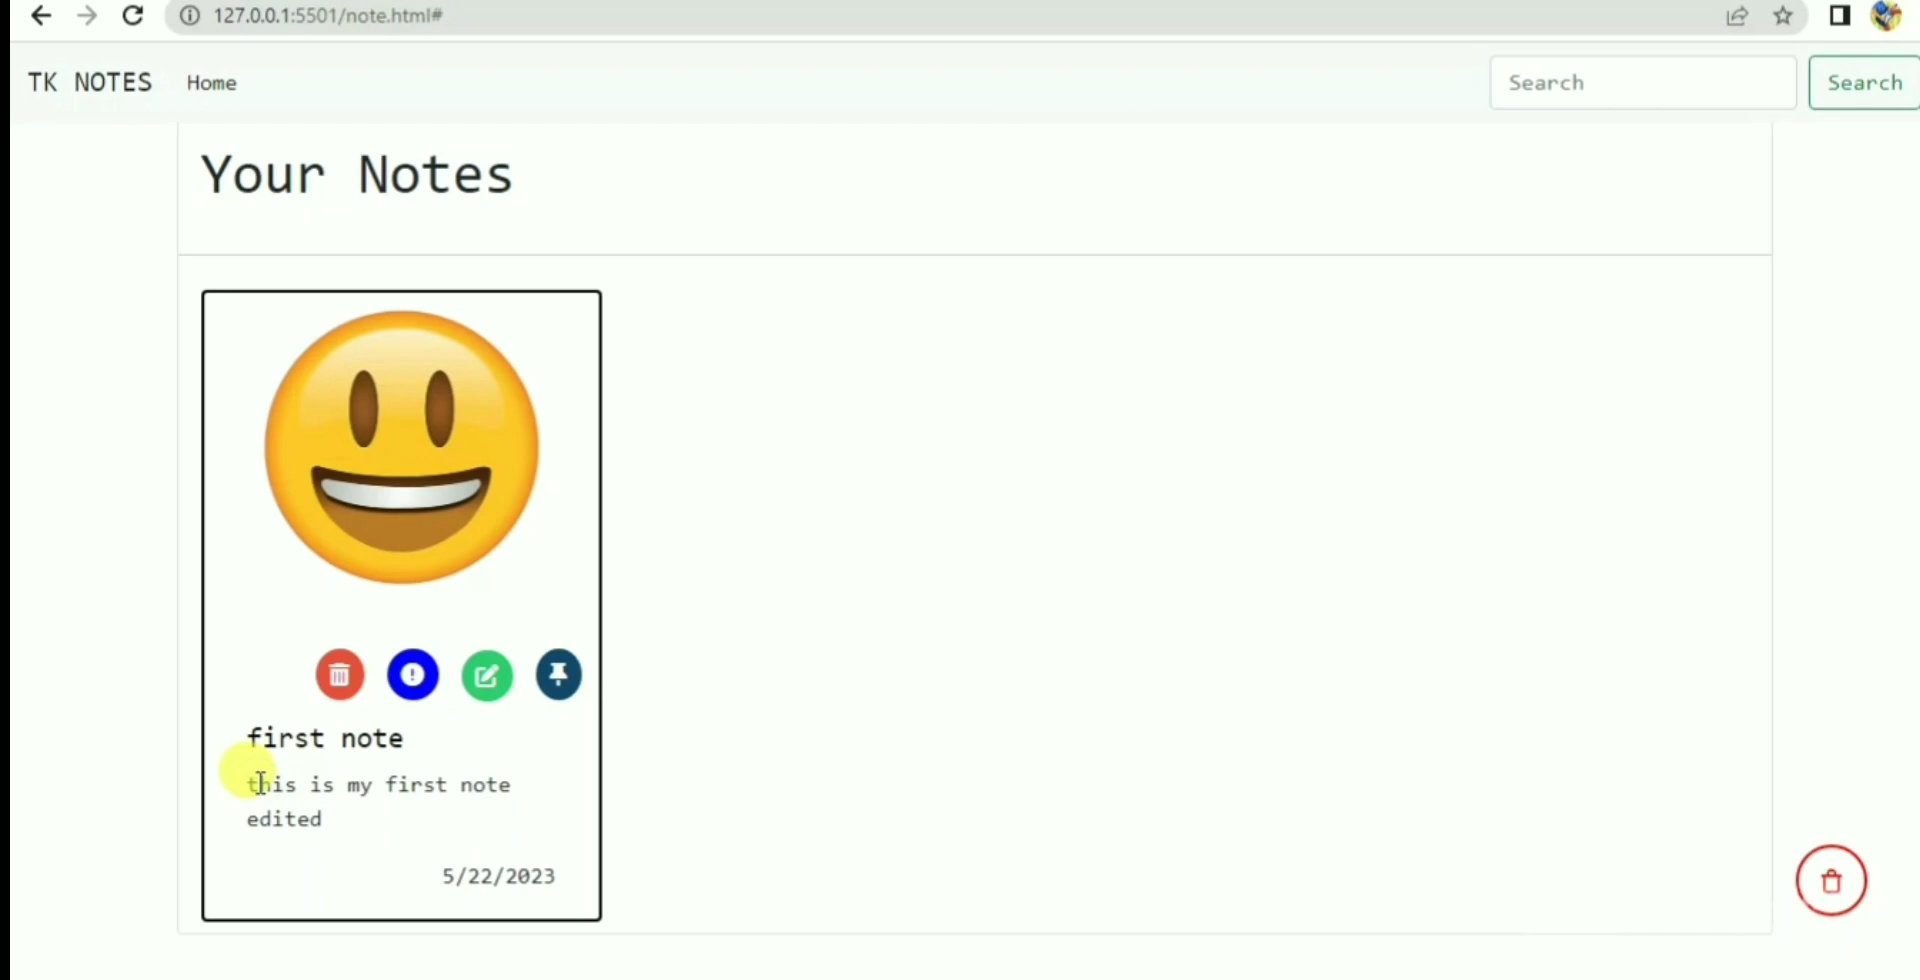 127.0.0.1:5501/note.html#
TK NOTES Home Search Search
Your Notes
first note
this is my first note
edited
5/22/2023